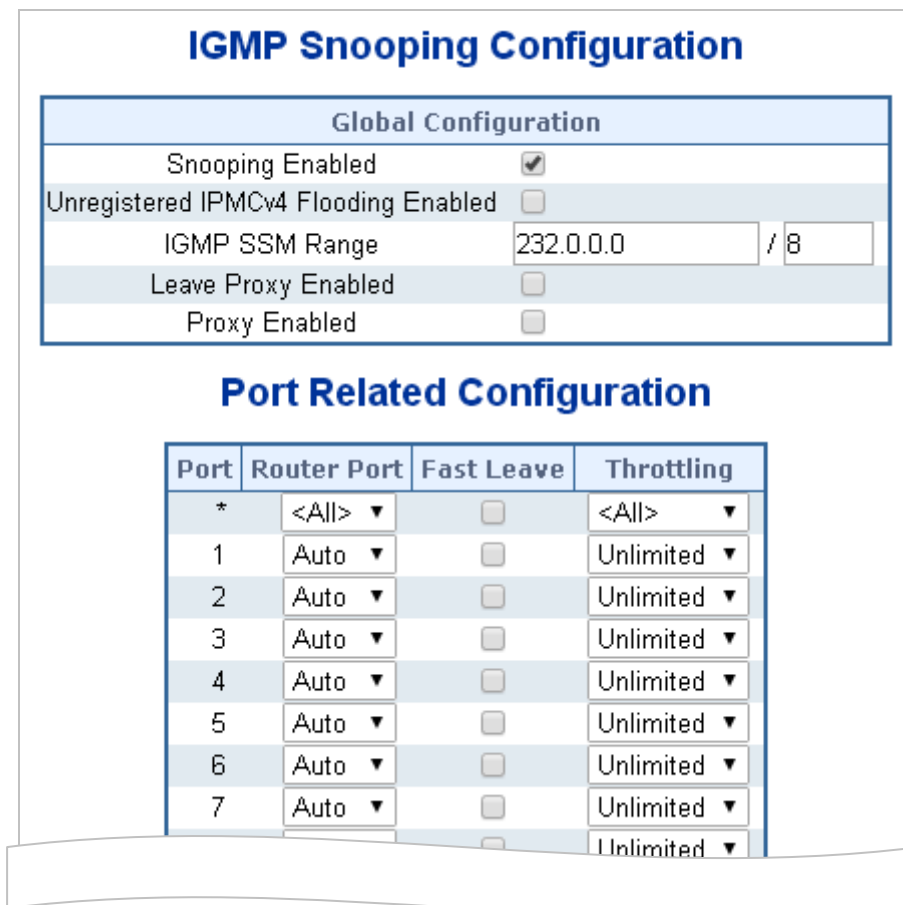 IGMP Snooping Configuration
Global Configuration
Snooping Enabled
Unregistered IPMCv4 Flooding Enabled
IGMP SSM Range 232.0.0.0 / 8
Leave Proxy Enabled
Proxy Enabled
Port Related Configuration
Port Router Port Fast Leave Throttling
* <All> <All>
1 Auto Unlimited
2 Auto Unlimited
3 Auto Unlimited
4 Auto Unlimited
5 Auto Unlimited
6 Auto Unlimited
7 Auto Unlimited
Unlimited